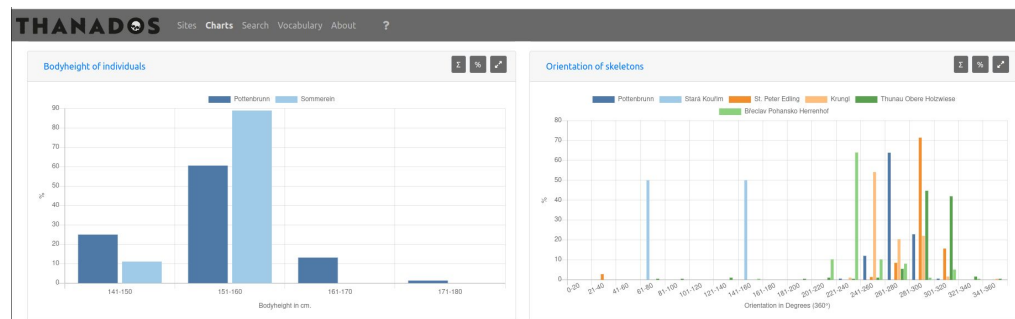 THANADOS Sites Charts Search Vocabulary About ?
Bodyheight of individuals
Σ %
Pottenbrunn Sommerein
90
80
70
60
50
40
30
20
10
0
%
141-150 151-160 161-170 171-180
Bodyheight in cm.
Orientation of skeletons
Σ %
Pottenbrunn Stará Kouřim St. Peter Edling Krungl Thunau Obere Holzwiese
Břeclav Pohansko Herrenhof
80
70
60
50
40
30
20
10
0
%
0-20 21-40 41-60 61-80 81-100 101-120 121-140 141-160 161-180 181-200 201-220 221-240 241-260 261-280 281-300 301-320 321-340 341-360
Orientation in Degrees (360°)